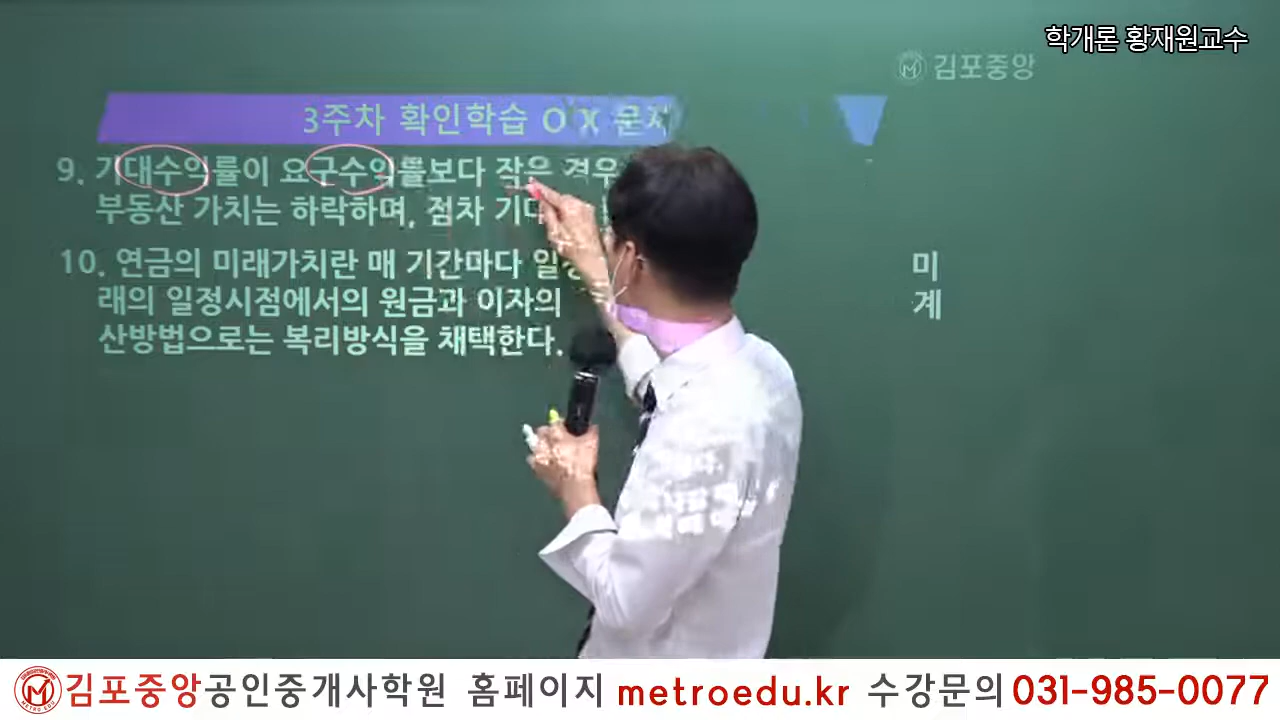 학개론 황재원교수
김포중앙
3주차 확인학습 O X 문제
9. 기대수익률이 요구수익률보다 작은 경우
부동산 가치는 하락하며, 점차 기대
10. 연금의 미래가치란 매 기간마다 일정 미
래의 일정시점에서의 원금과 이자의 계
산방법으로는 복리방식을 채택한다.
김포중앙공인중개사학원 홈페이지 metroedu.kr 수강문의 031-985-0077